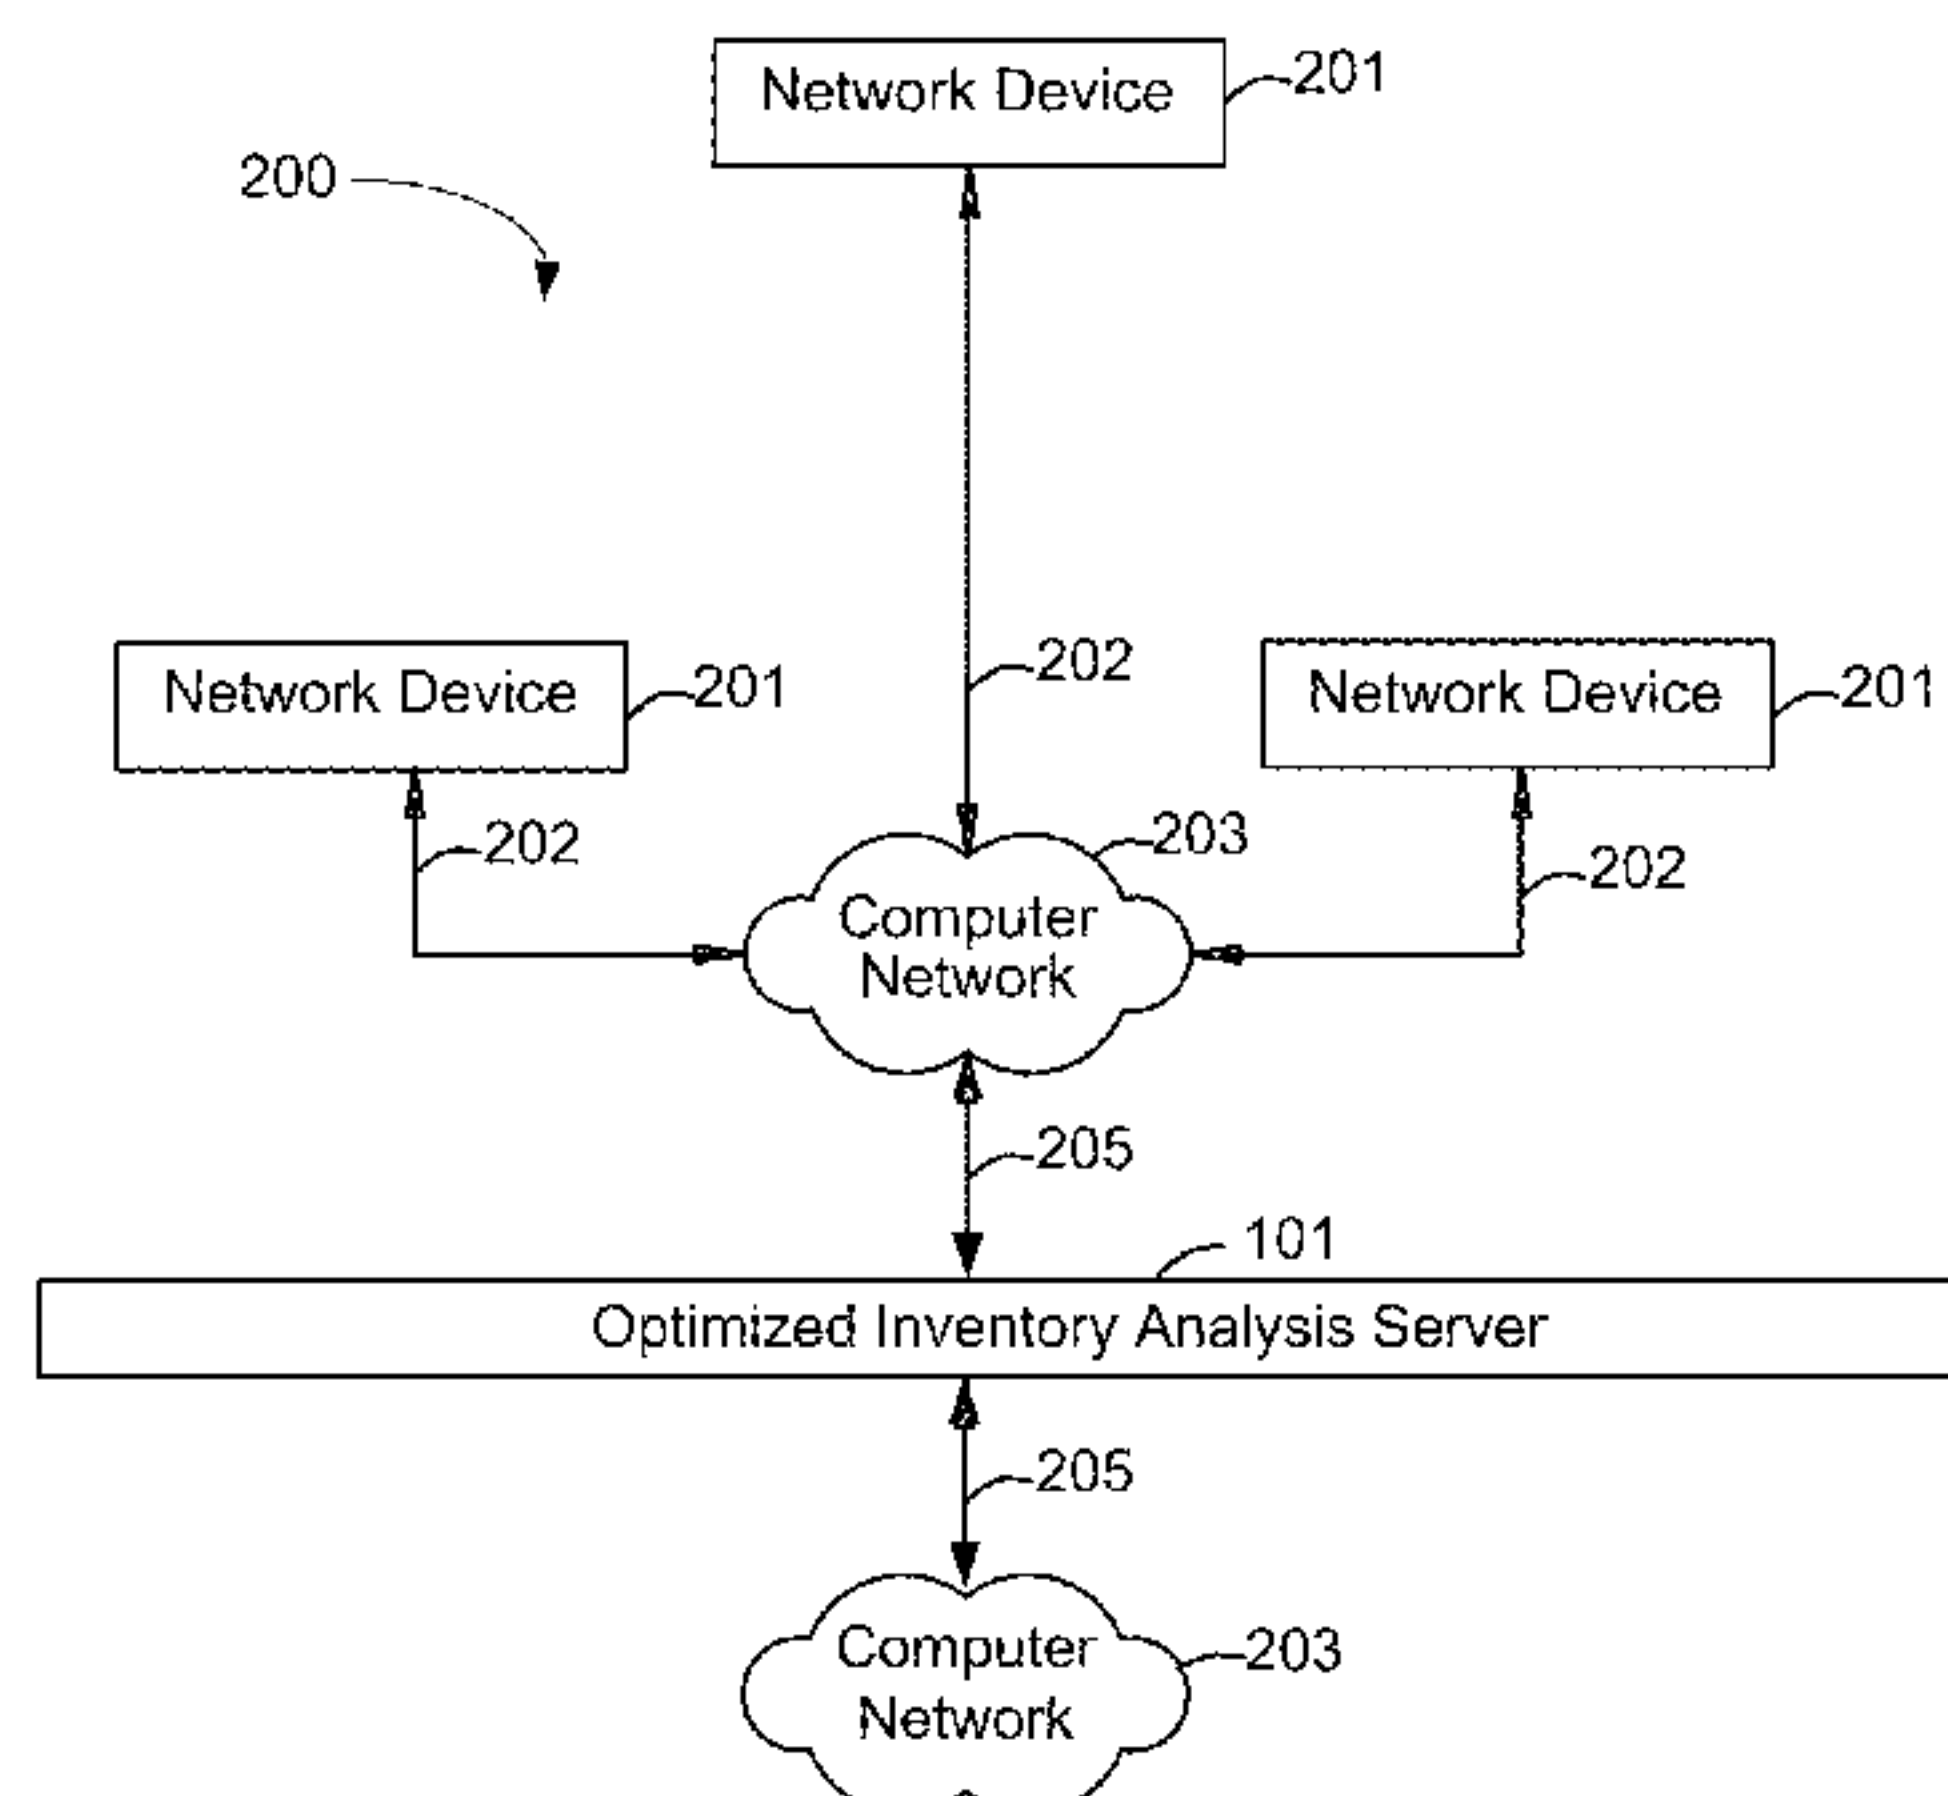 Network Device 201
200
202
Network Device 201
Network Device 201
202
203
202
Computer
Network
205
101
Optimized Inventory Analysis Server
205
Computer
Network
203